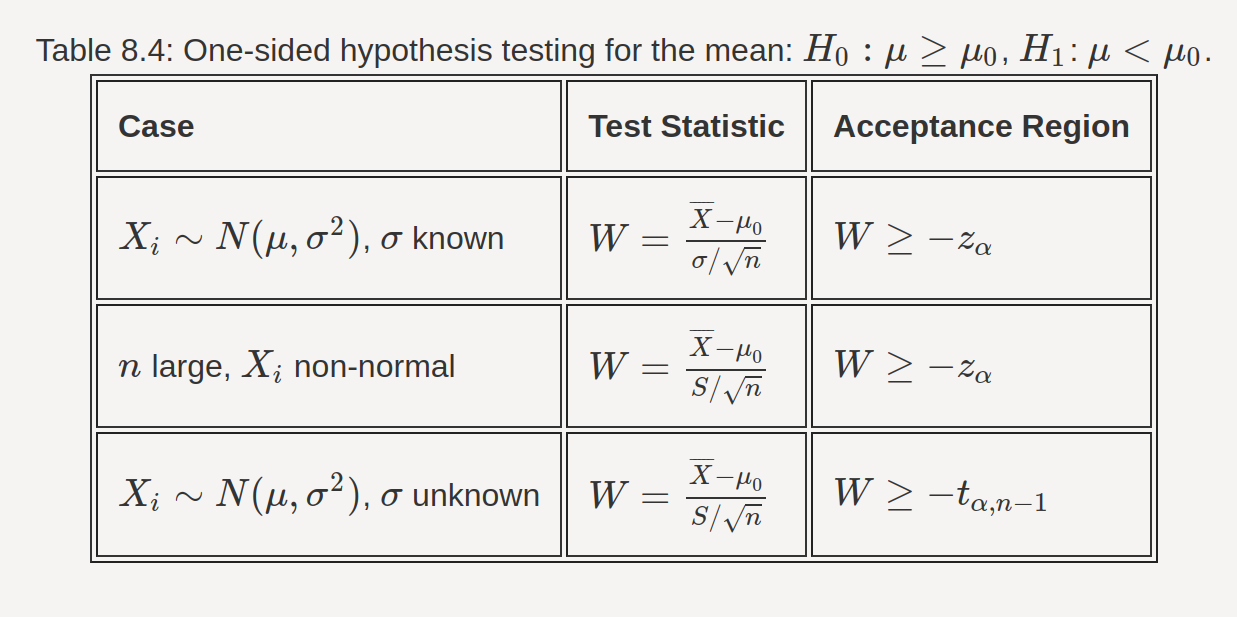 Table 8.4: One-sided hypothesis testing for the mean: $H_0: \mu \geq \mu_0$, $H_1: \mu < \mu_0$.
Case Test Statistic Acceptance Region
$X_i \sim N(\mu, \sigma^2)$, $\sigma$ known $W = \frac{\overline{X}-\mu_0}{\sigma/\sqrt{n}}$ $W \geq -z_\alpha$
$n$ large, $X_i$ non-normal $W = \frac{\overline{X}-\mu_0}{S/\sqrt{n}}$ $W \geq -z_\alpha$
$X_i \sim N(\mu, \sigma^2)$, $\sigma$ unknown $W = \frac{\overline{X}-\mu_0}{S/\sqrt{n}}$ $W \geq -t_{\alpha,n-1}$